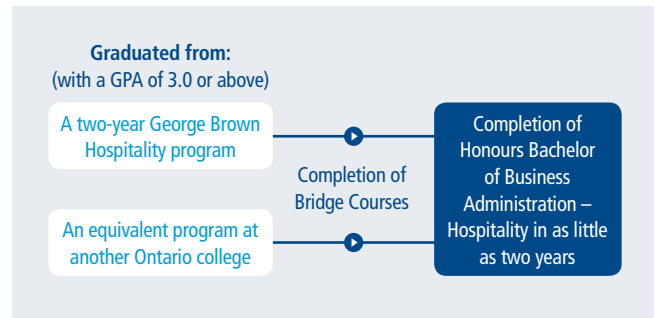 Graduated from:
(with a GPA of 3.0 or above)
A two-year George Brown
Hospitality program
An equivalent program at
another Ontario college
Completion of
Bridge Courses
Completion of
Honours Bachelor
of Business
Administration –
Hospitality in as little
as two years